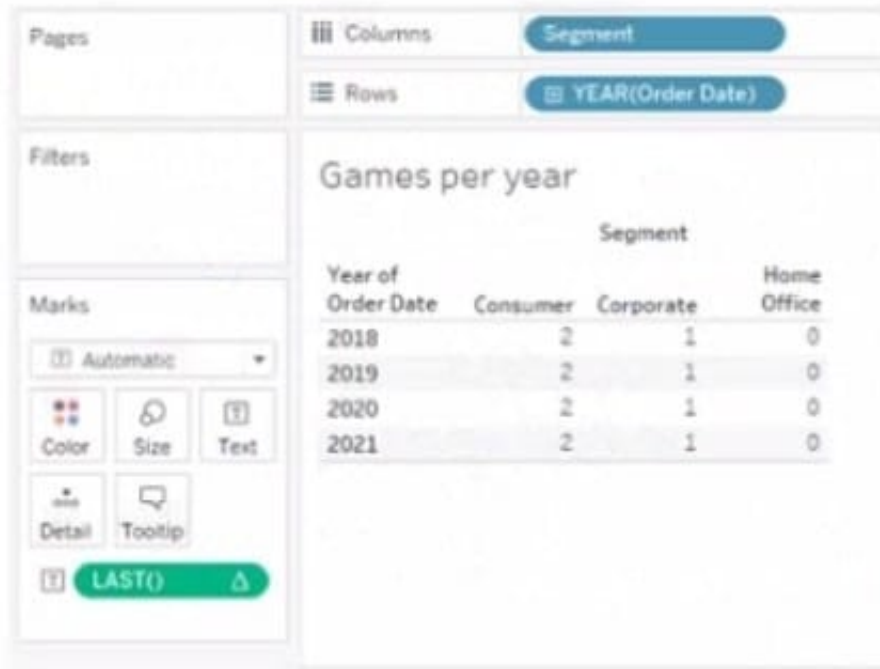 Pages
Columns Segment
Rows YEAR(Order Date)
Filters
Games per year
Segment
Year of
Order Date Consumer Corporate Home
Office
2018 2 1 0
2019 2 1 0
2020 2 1 0
2021 2 1 0
Marks
Automatic
Color Size Text
Detail Tooltip
LAST() Δ